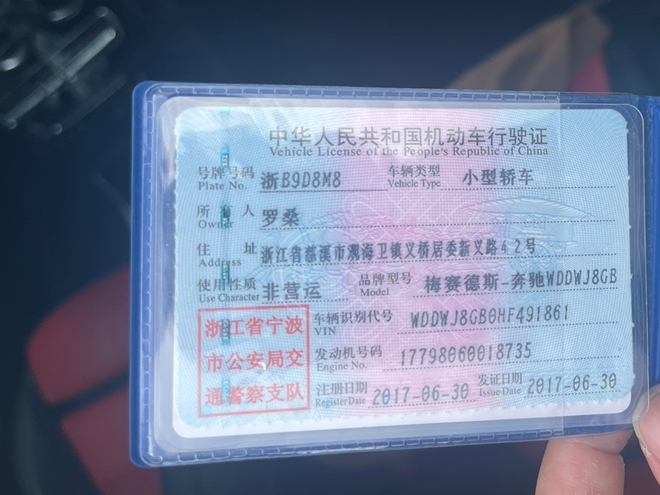 中华人民共和国机动车行驶证
Vehicle License of the People's Republic of China
号牌号码 浙B9D8M8 车辆类型 小型轿车
Plate No. Vehicle Type
所有人 罗桑
Owner
住址 浙江省慈溪市观海卫镇义桥居委新义路42号
Address
使用性质 非营运 品牌型号 梅赛德斯-奔驰WDDWJ8GB
Use Character Model
浙江省宁波 车辆识别代号 WDDWJ8GB0HF491861
VIN
市公安局交 发动机号码 17798060018735
Engine No.
通警察支队 注册日期 2017-06-30 发证日期 2017-06-30
Register Date Issue Date